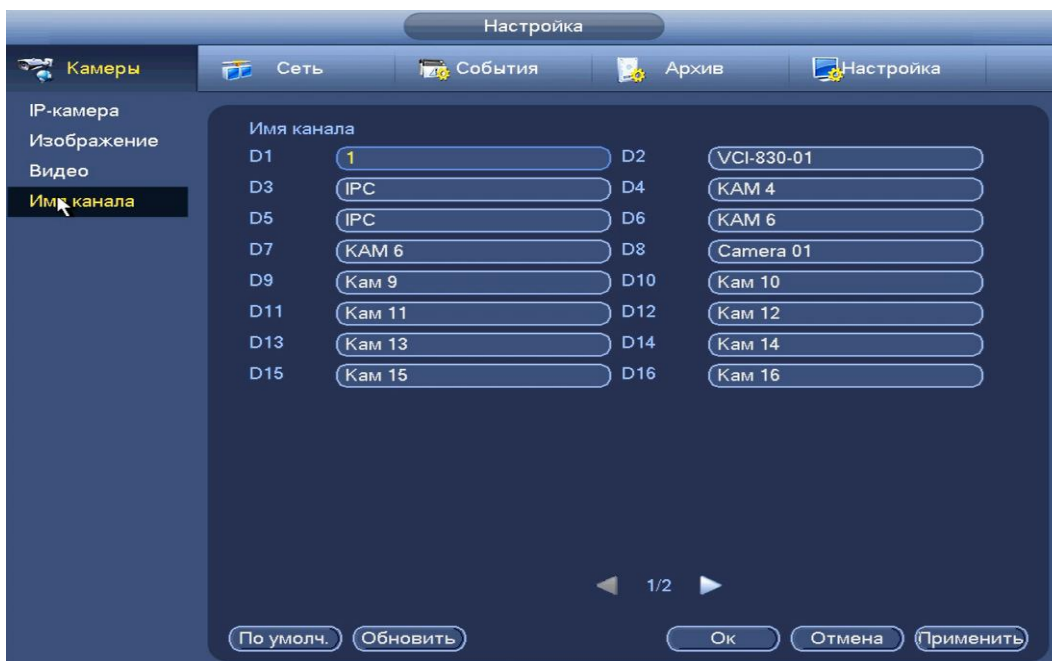 Настройка
Камеры Сеть События Архив Настройка
IP-камера
Изображение
Видео
Имя канала
Имя канала
D1 1 D2 VCI-830-01
D3 IPC D4 КАМ 4
D5 IPC D6 КАМ 6
D7 КАМ 6 D8 Camera 01
D9 Кам 9 D10 Кам 10
D11 Кам 11 D12 Кам 12
D13 Кам 13 D14 Кам 14
D15 Кам 15 D16 Кам 16
1/2
По умолч. Обновить Ок Отмена Применить